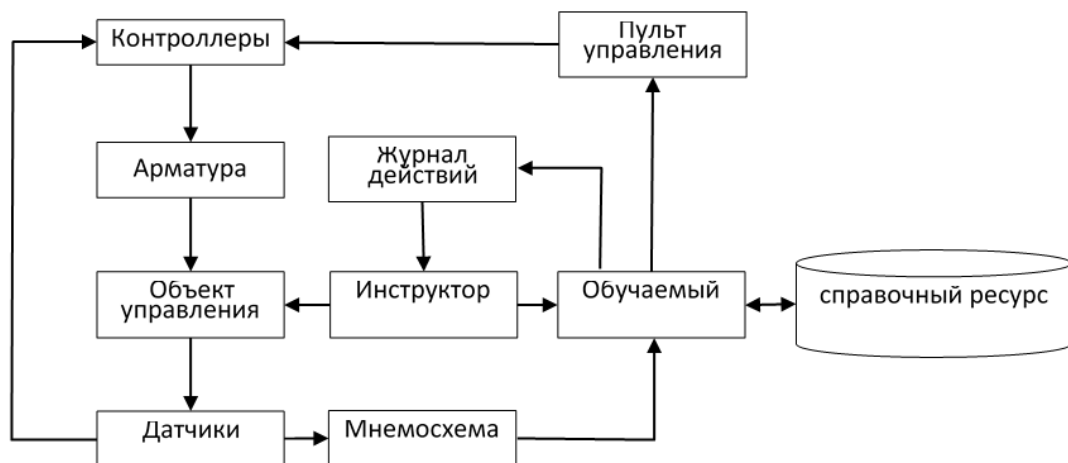 Контроллеры
Пульт
управления
Арматура
Журнал
действий
Объект
управления
Инструктор
Обучаемый
справочный ресурс
Датчики
Мнемосхема